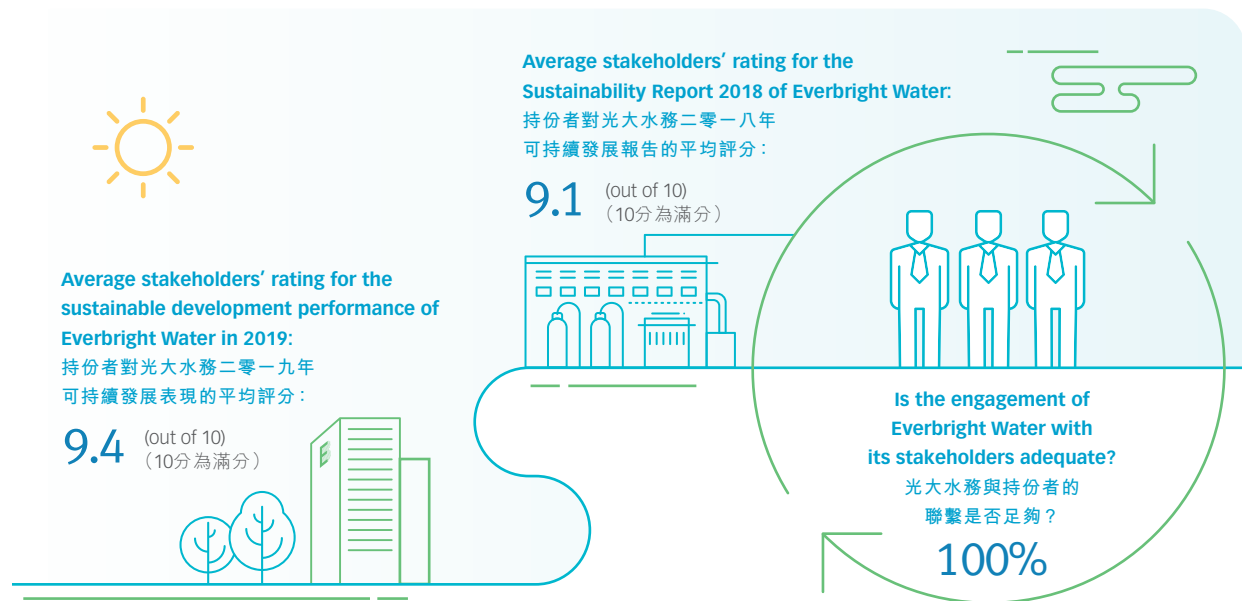 Average stakeholders' rating for the
Sustainability Report 2018 of Everbright Water:
持份者對光大水務二零一八年
可持續發展報告的平均評分：
9.1 (out of 10)
（10分為滿分）
Average stakeholders' rating for the
sustainable development performance of
Everbright Water in 2019:
持份者對光大水務二零一九年
可持續發展表現的平均評分：
9.4 (out of 10)
（10分為滿分）
Is the engagement of
Everbright Water with
its stakeholders adequate?
光大水務與持份者的
聯繫是否足夠？
100%